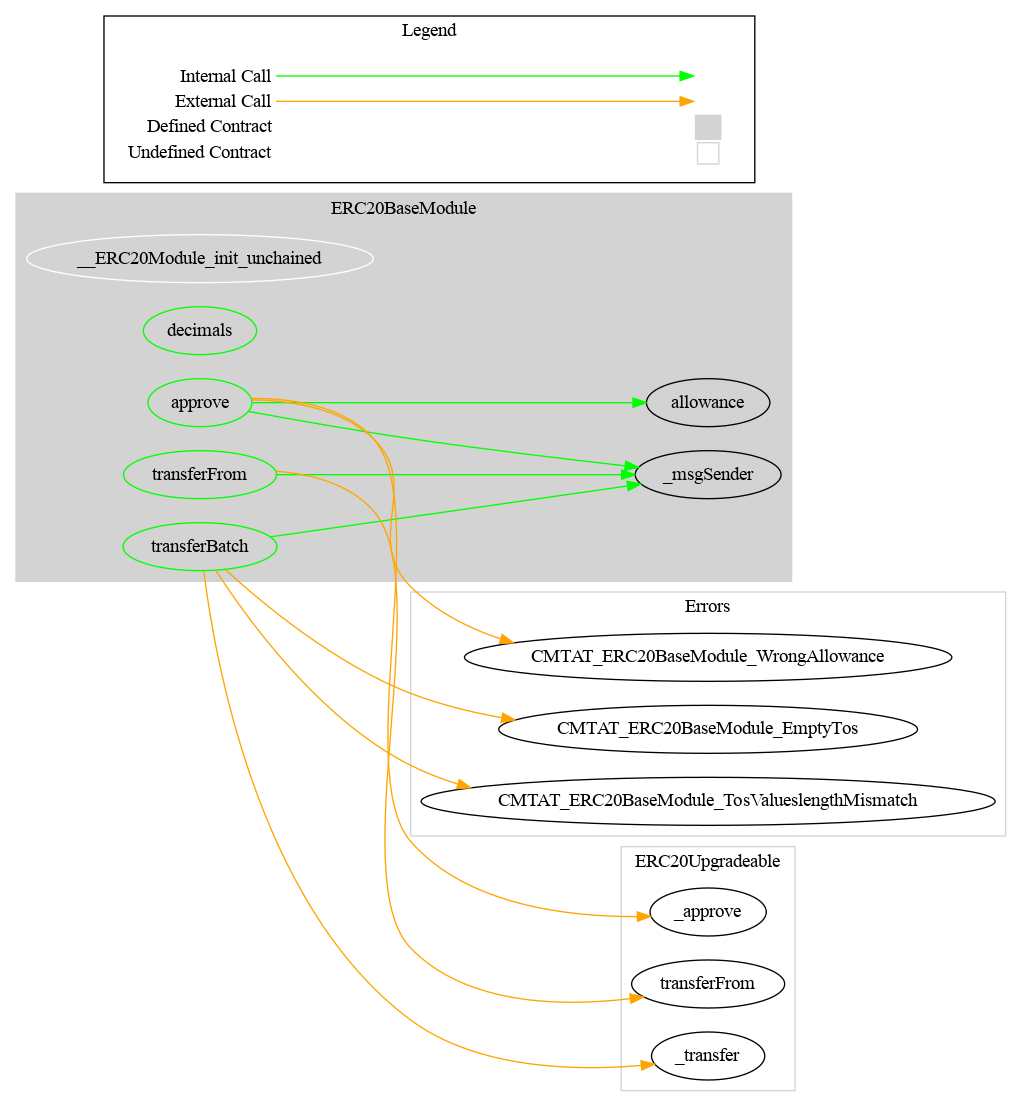 Legend
Internal Call
External Call
Defined Contract
Undefined Contract
ERC20BaseModule
__ERC20Module_init_unchained
decimals
approve
allowance
transferFrom
_msgSender
transferBatch
Errors
CMTAT_ERC20BaseModule_WrongAllowance
CMTAT_ERC20BaseModule_EmptyTos
CMTAT_ERC20BaseModule_TosValueslengthMismatch
ERC20Upgradeable
_approve
transferFrom
_transfer